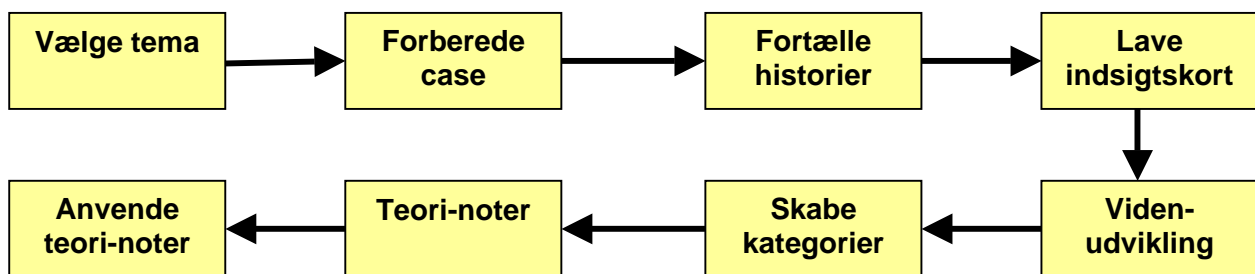 Vælge tema
Forberede
case
Fortælle
historier
Lave
indsigtskort
Viden-
udvikling
Skabe
kategorier
Teori-noter
Anvende
teori-noter